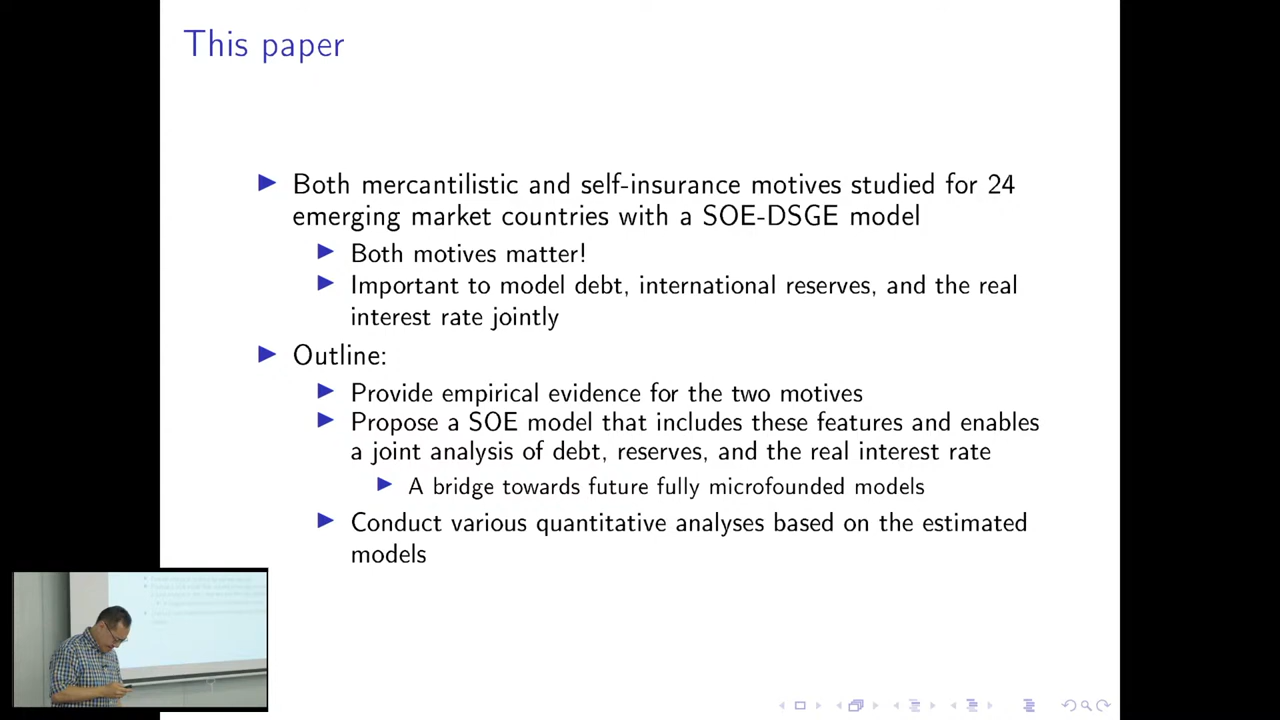 This paper
Both mercantilistic and self-insurance motives studied for 24
emerging market countries with a SOE-DSGE model
Both motives matter!
Important to model debt, international reserves, and the real
interest rate jointly
Outline:
Provide empirical evidence for the two motives
Propose a SOE model that includes these features and enables
a joint analysis of debt, reserves, and the real interest rate
A bridge towards future fully microfounded models
Conduct various quantitative analyses based on the estimated
models